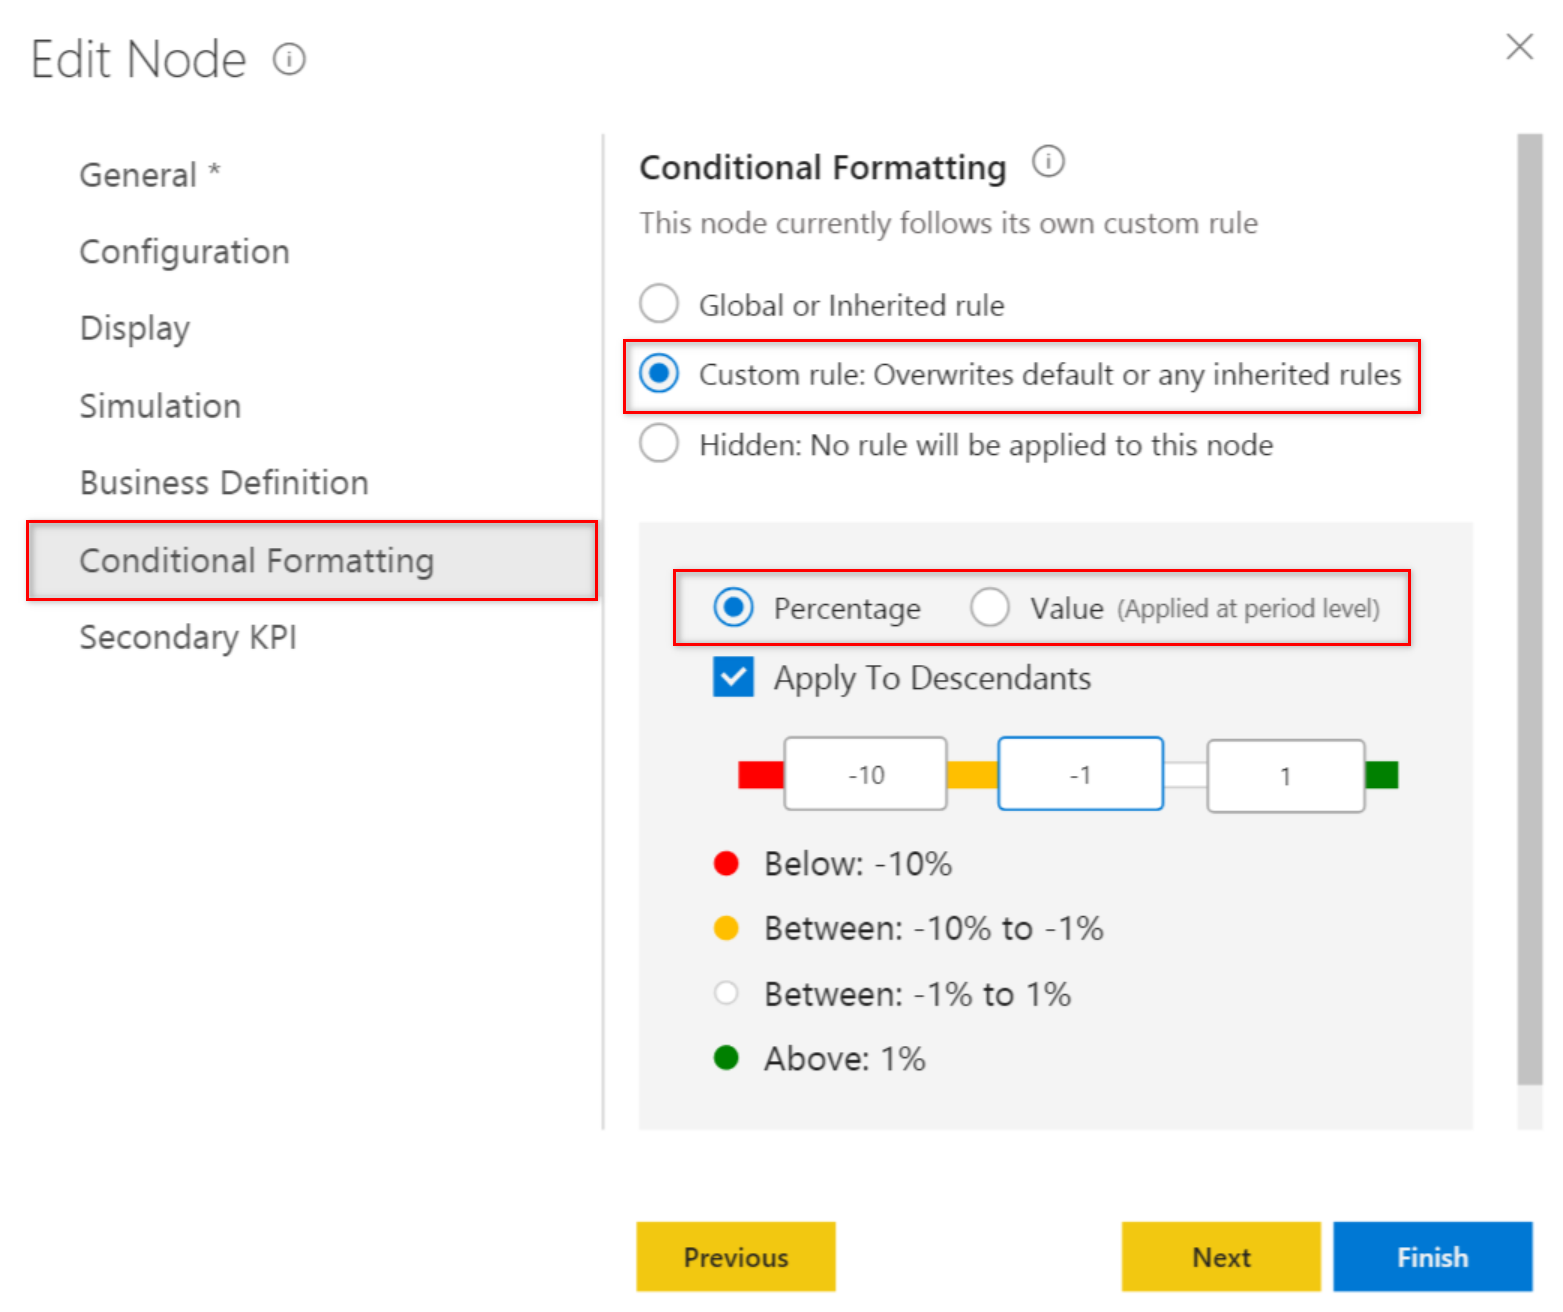 Edit Node
General *
Configuration
Display
Simulation
Business Definition
Conditional Formatting
Secondary KPI
Conditional Formatting
This node currently follows its own custom rule
Global or Inherited rule
Custom rule: Overwrites default or any inherited rules
Hidden: No rule will be applied to this node
Percentage Value (Applied at period level)
Apply To Descendants
-10 -1 1
Below: -10%
Between: -10% to -1%
Between: -1% to 1%
Above: 1%
Previous Next Finish